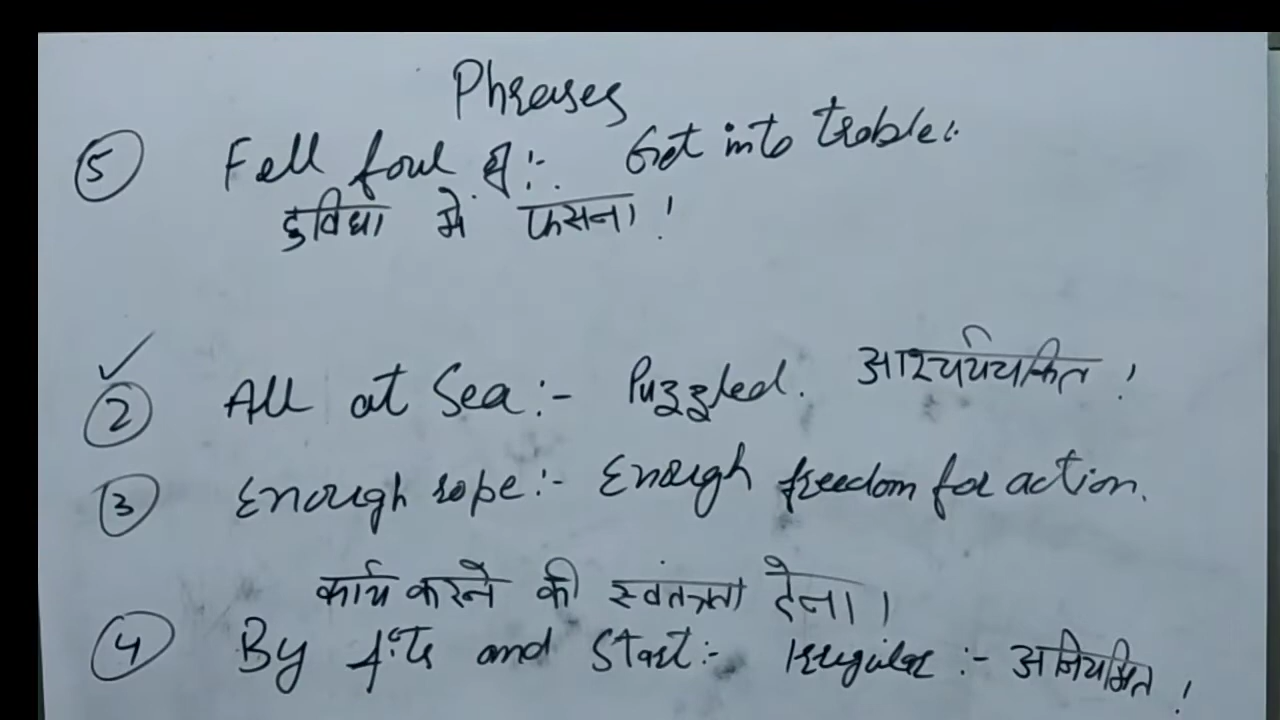 Phrases
⑤ Fell foul of:- Get into troble:
दुविधा में फसना !
✓
② All at Sea:- Puzzled. आश्चर्यचकित !
③ Enough rope:- Enough freedom for action.
कार्य करने की स्वंतत्रता देना।
④ By fits and Start:- Irregular:- अनियमित !